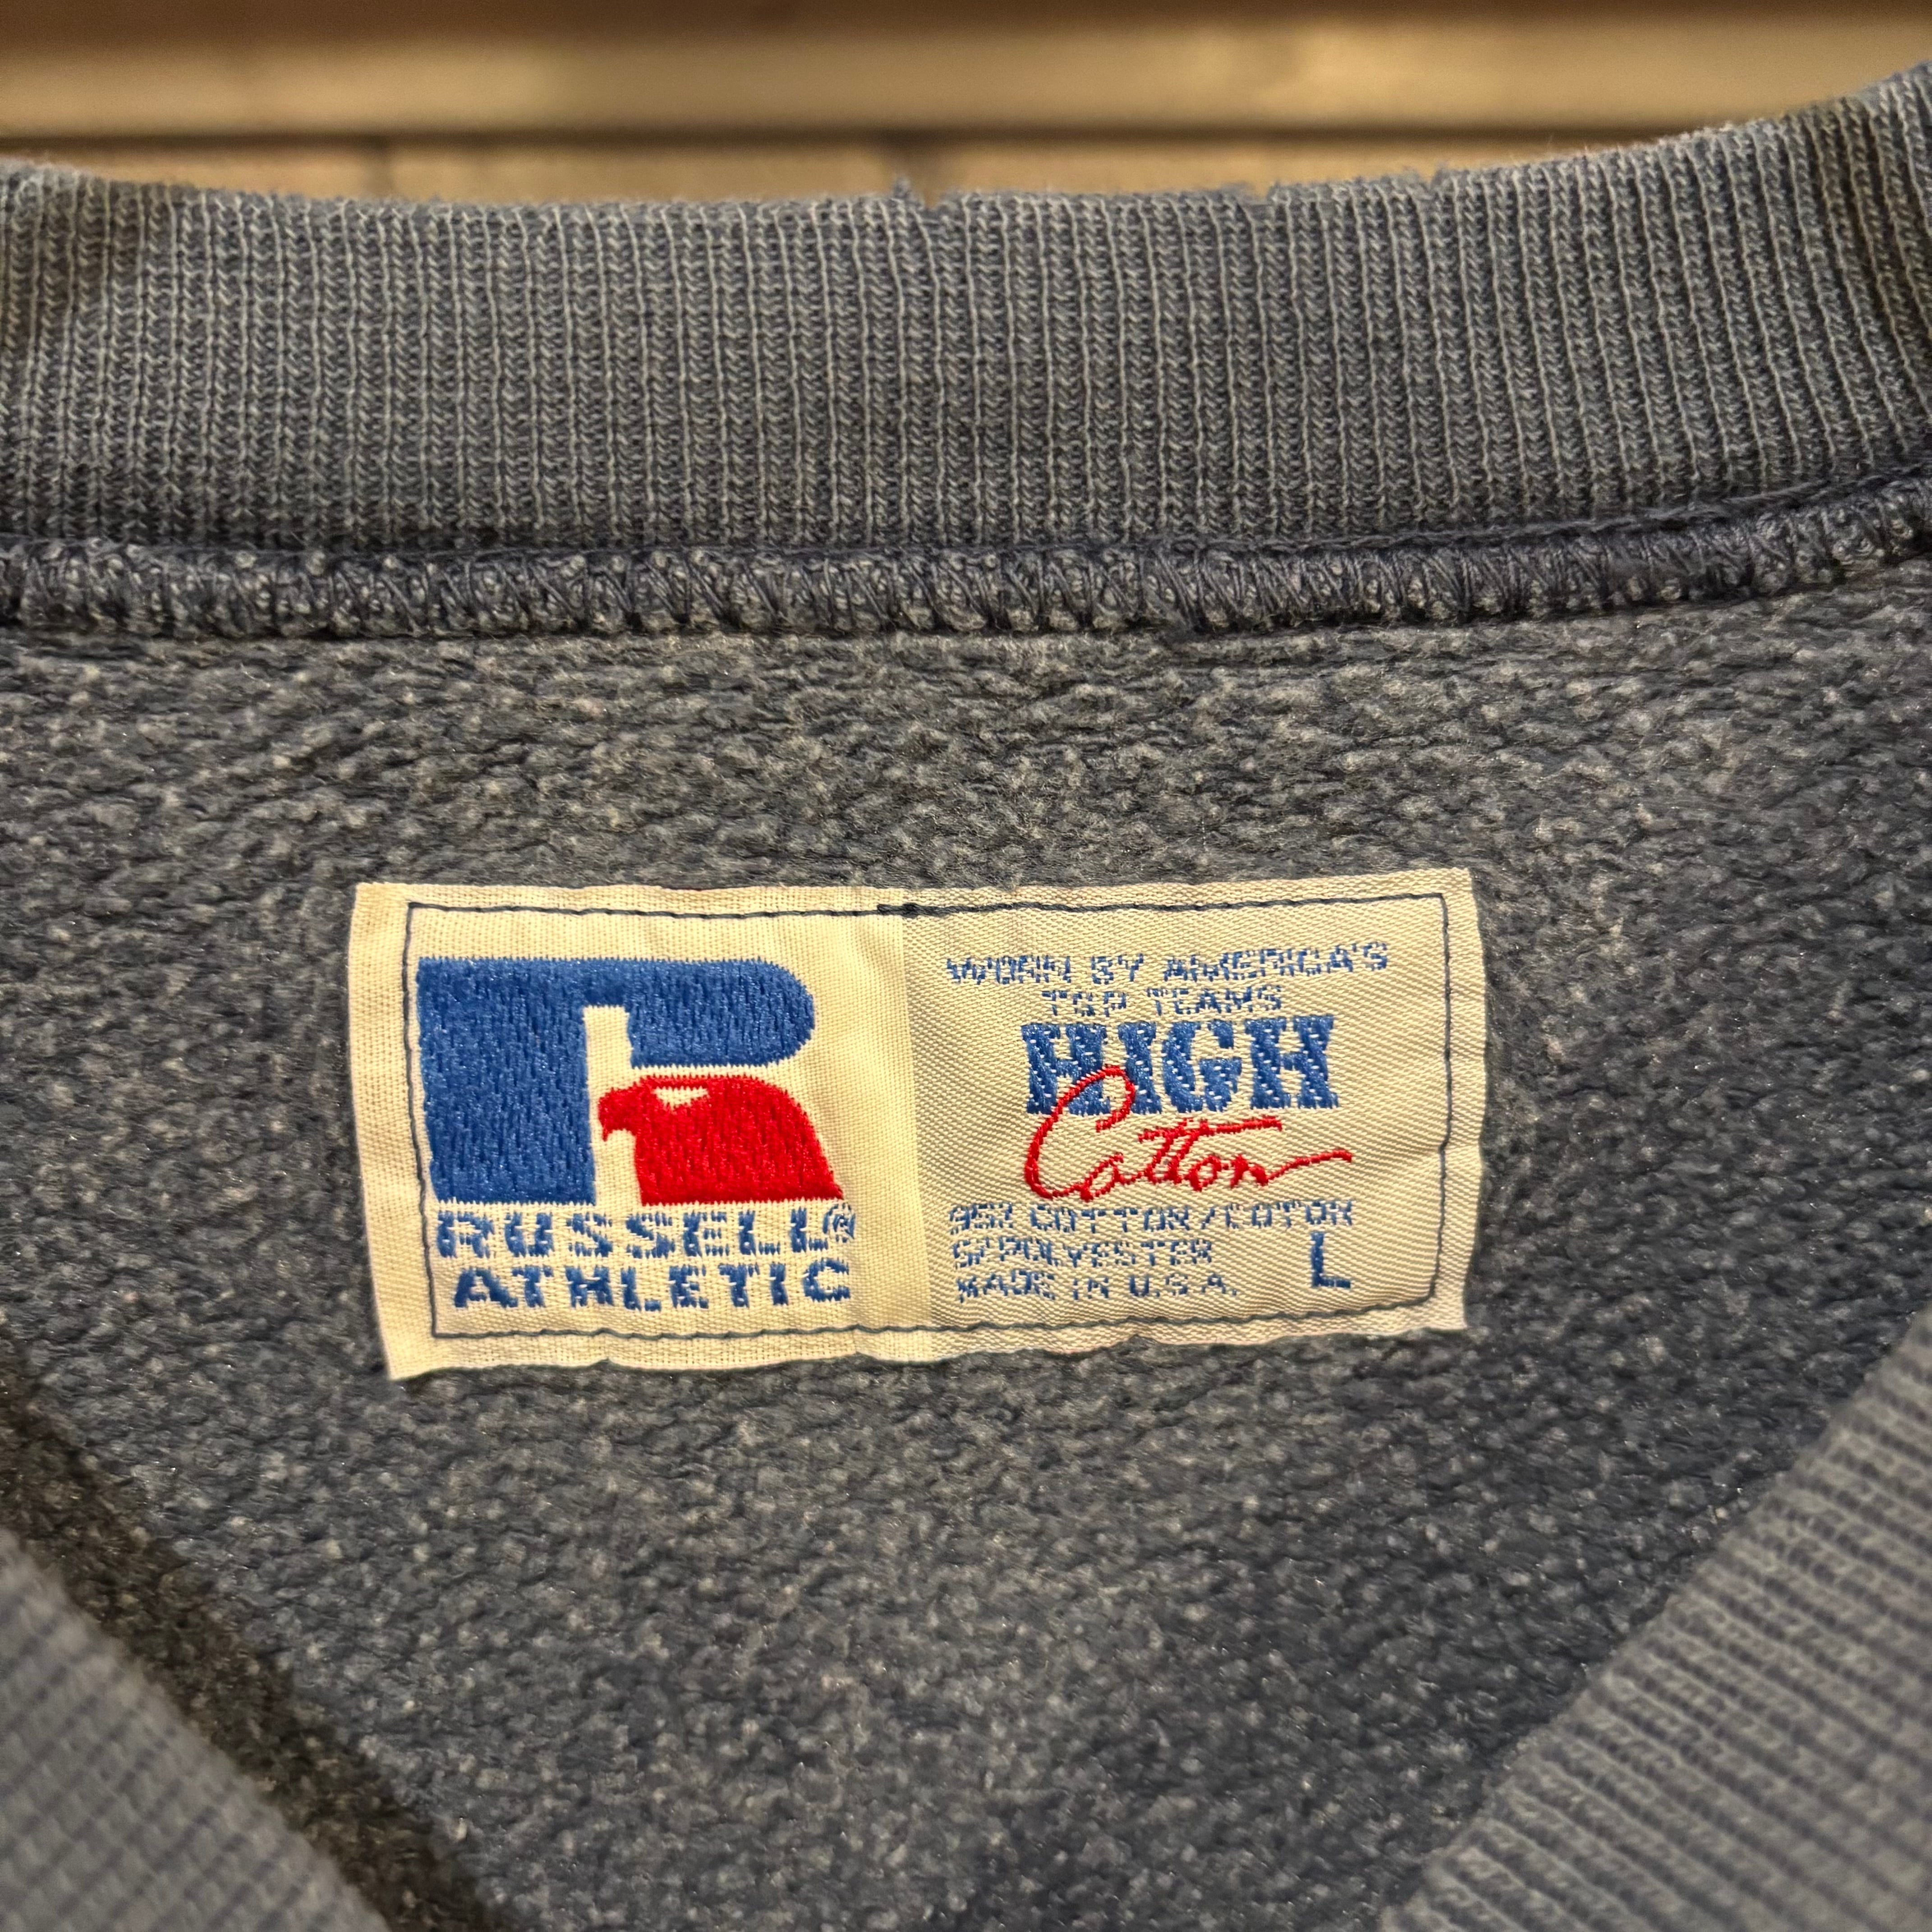 RUSSELL®
ATHLETIC
WORN BY AMERICA'S
TOP TEAMS
HIGH
Cotton
95% COTTON/COTON
5% POLYESTER
MADE IN U.S.A. L